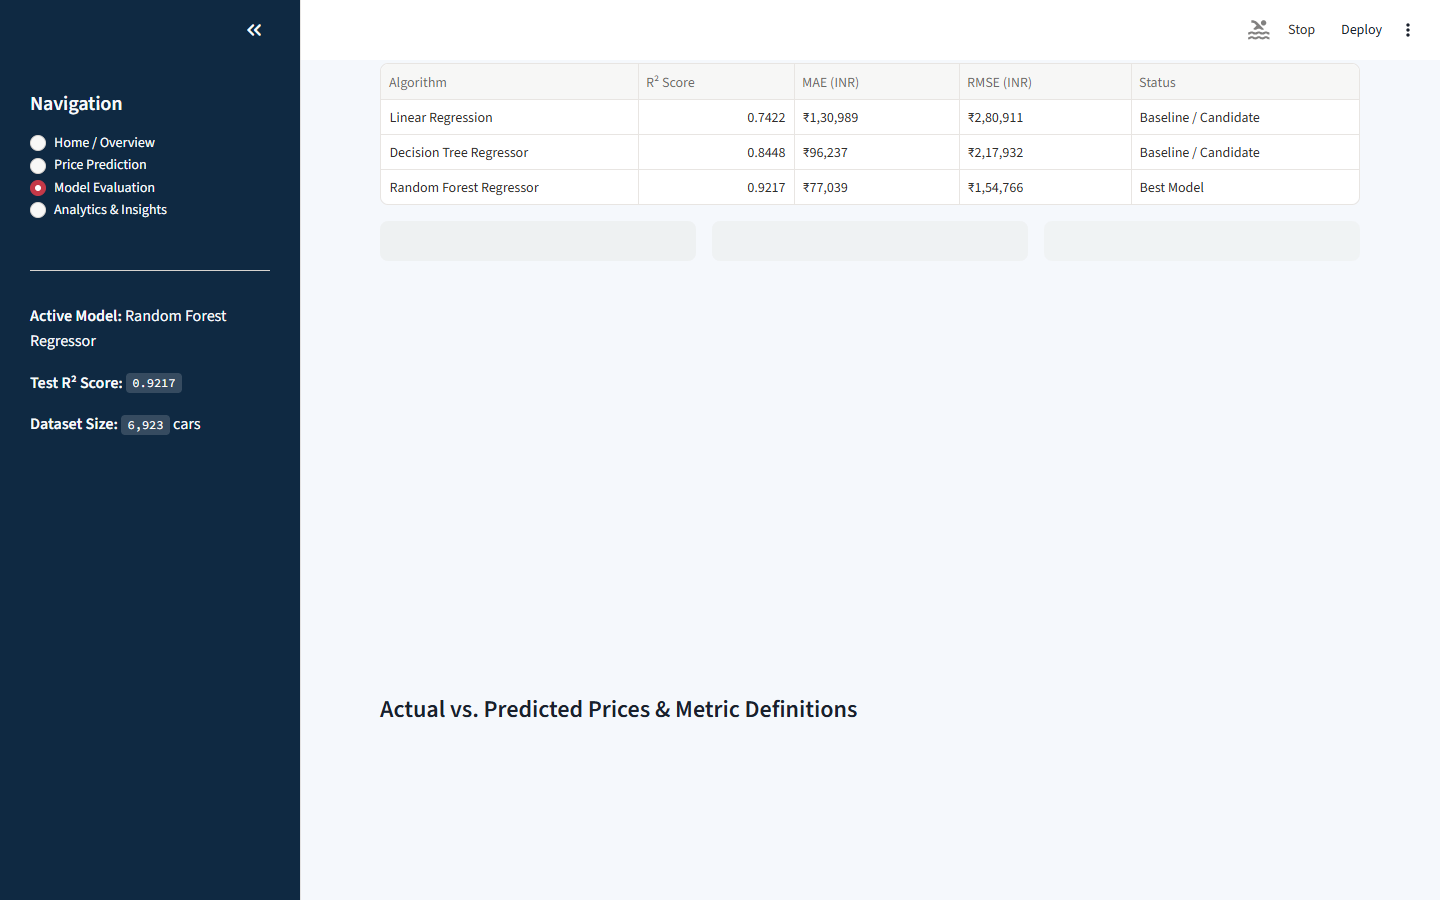 Stop Deploy
Navigation
Home / Overview
Price Prediction
Model Evaluation
Analytics & Insights
Active Model: Random Forest
Regressor
Test R² Score: 0.9217
Dataset Size: 6,923 cars
Algorithm R² Score MAE (INR) RMSE (INR) Status
Linear Regression 0.7422 ₹1,30,989 ₹2,80,911 Baseline / Candidate
Decision Tree Regressor 0.8448 ₹96,237 ₹2,17,932 Baseline / Candidate
Random Forest Regressor 0.9217 ₹77,039 ₹1,54,766 Best Model
Actual vs. Predicted Prices & Metric Definitions